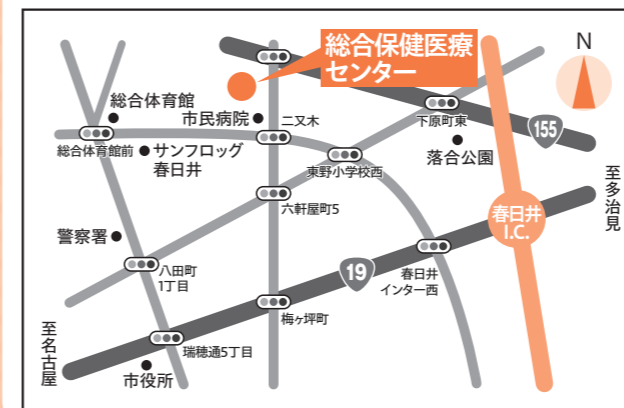 総合保健医療
センター
N
総合体育館
市民病院
二又木
下原町東
155
総合体育館前
サンフロッグ
春日井
東野小学校西
落合公園
至多治見
六軒屋町5
春日井
I.C.
警察署
八田町
1丁目
19
春日井
インター西
梅ヶ坪町
至名古屋
瑞穂通5丁目
市役所